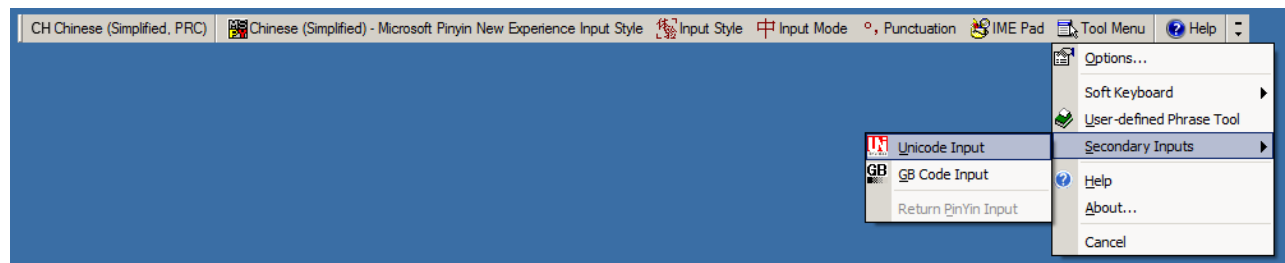 CH Chinese (Simplified, PRC) Chinese (Simplified) - Microsoft Pinyin New Experience Input Style Input Style 中 Input Mode °, Punctuation IME Pad Tool Menu Help
Options...
Soft Keyboard
User-defined Phrase Tool
Secondary Inputs
Help
About...
Cancel
Unicode Input
GB GB Code Input
Return PinYin Input